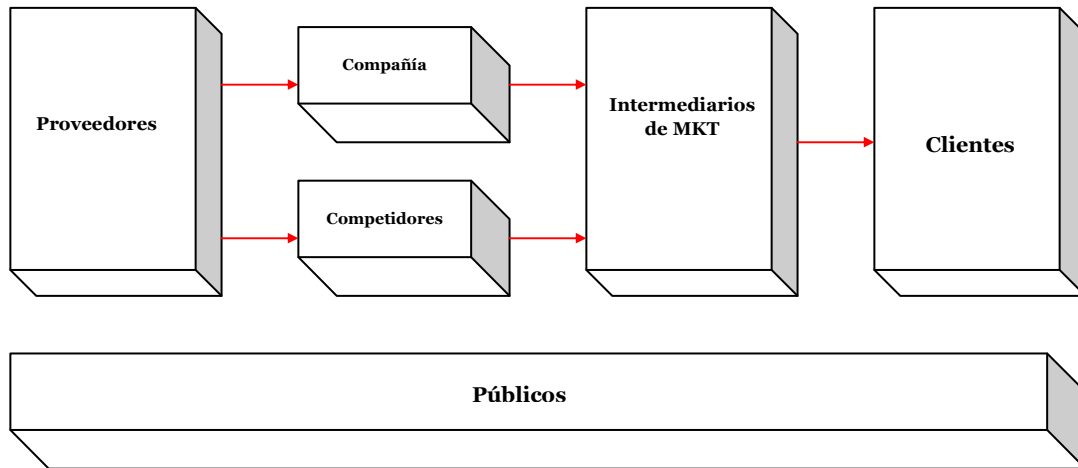 Proveedores
Compañía
Competidores
Intermediarios
de MKT
Clientes
Públicos